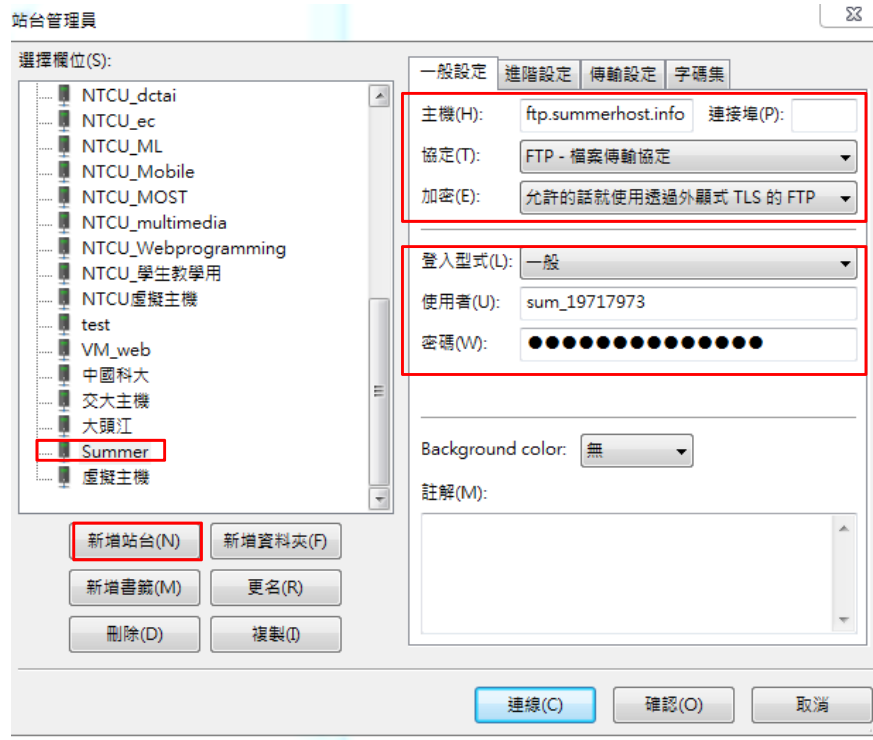 站台管理員
選擇欄位(S):
NTCU_dctai
NTCU_ec
NTCU_ML
NTCU_Mobile
NTCU_MOST
NTCU_multimedia
NTCU_Webprogramming
NTCU_學生教學用
NTCU虛擬主機
test
VM_web
中國科大
交大主機
大頭江
Summer
虛擬主機
新增站台(N) 新增資料夾(F)
新增書籤(M) 更名(R)
刪除(D) 複製(I)
一般設定 進階設定 傳輸設定 字碼集
主機(H): ftp.summerhost.info 連接埠(P):
協定(T): FTP - 檔案傳輸協定
加密(E): 允許的話就使用透過外顯式 TLS 的 FTP
登入型式(L): 一般
使用者(U): sum_19717973
密碼(W): ●●●●●●●●●●●●●●
Background color: 無
註解(M):
連線(C) 確認(O) 取消